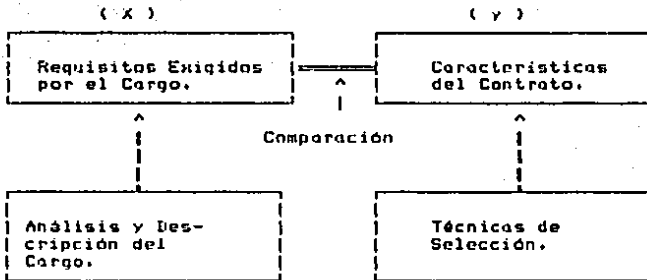 ( X ) ( y )
Requisitos Exigidos
por el Cargo.
Características
del Contrato.
Comparación
Análisis y Des-
cripción del
Cargo.
Técnicas de
Selección.